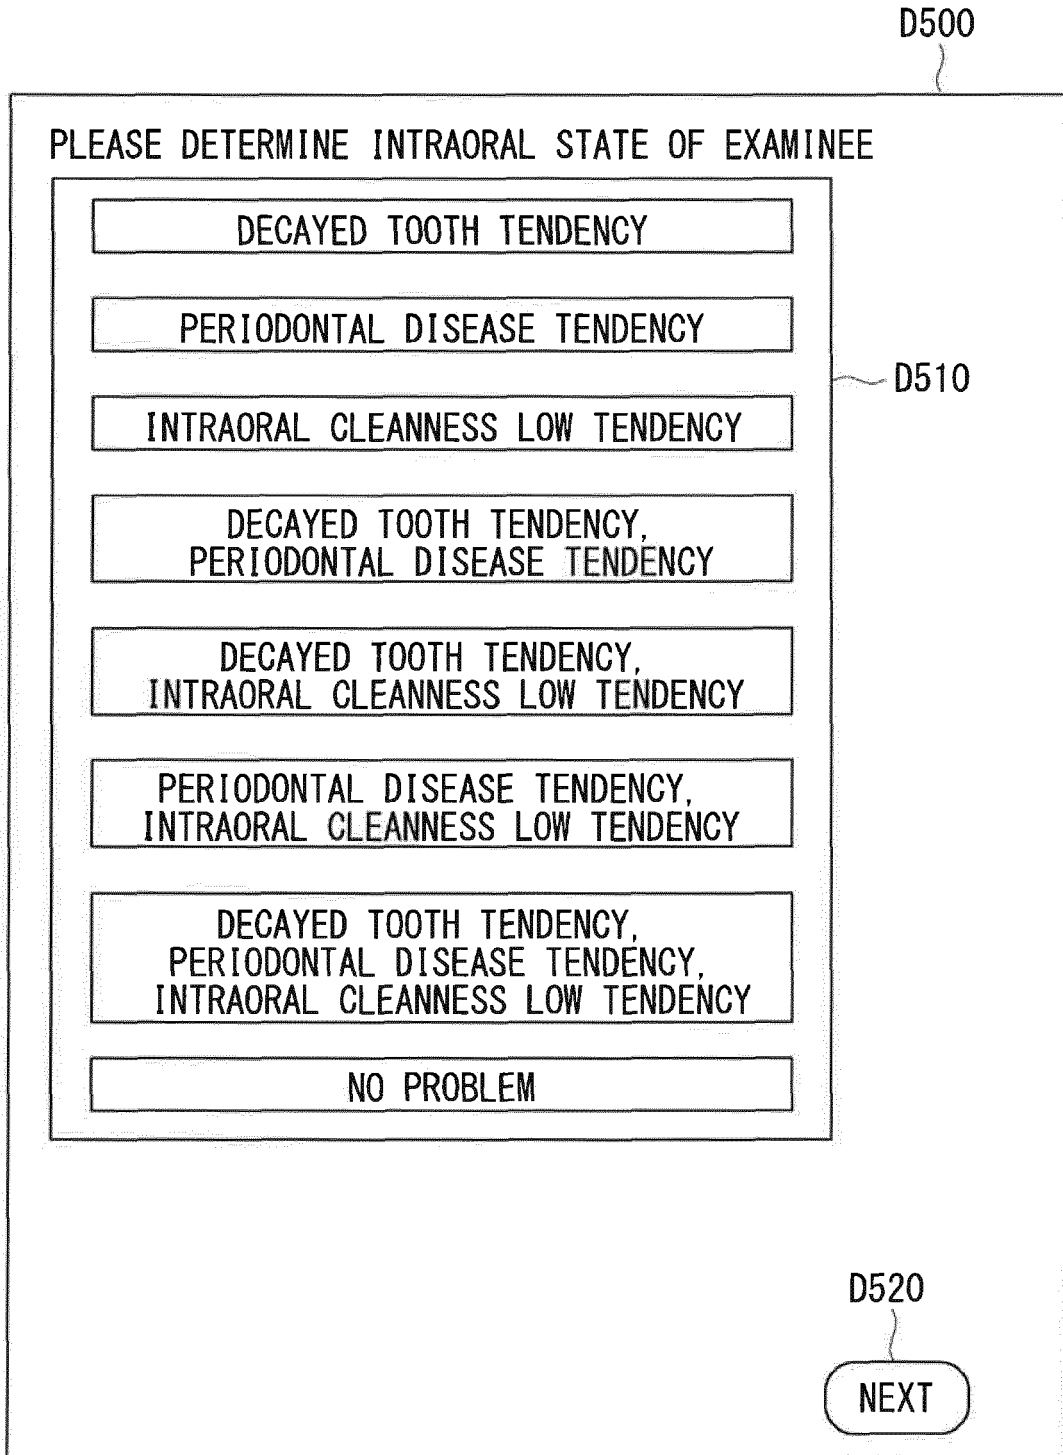 D500
PLEASE DETERMINE INTRAORAL STATE OF EXAMINEE
DECAYED TOOTH TENDENCY
PERIODONTAL DISEASE TENDENCY
D510
INTRAORAL CLEANNESS LOW TENDENCY
DECAYED TOOTH TENDENCY,
PERIODONTAL DISEASE TENDENCY
DECAYED TOOTH TENDENCY,
INTRAORAL CLEANNESS LOW TENDENCY
PERIODONTAL DISEASE TENDENCY,
INTRAORAL CLEANNESS LOW TENDENCY
DECAYED TOOTH TENDENCY,
PERIODONTAL DISEASE TENDENCY,
INTRAORAL CLEANNESS LOW TENDENCY
NO PROBLEM
D520
NEXT